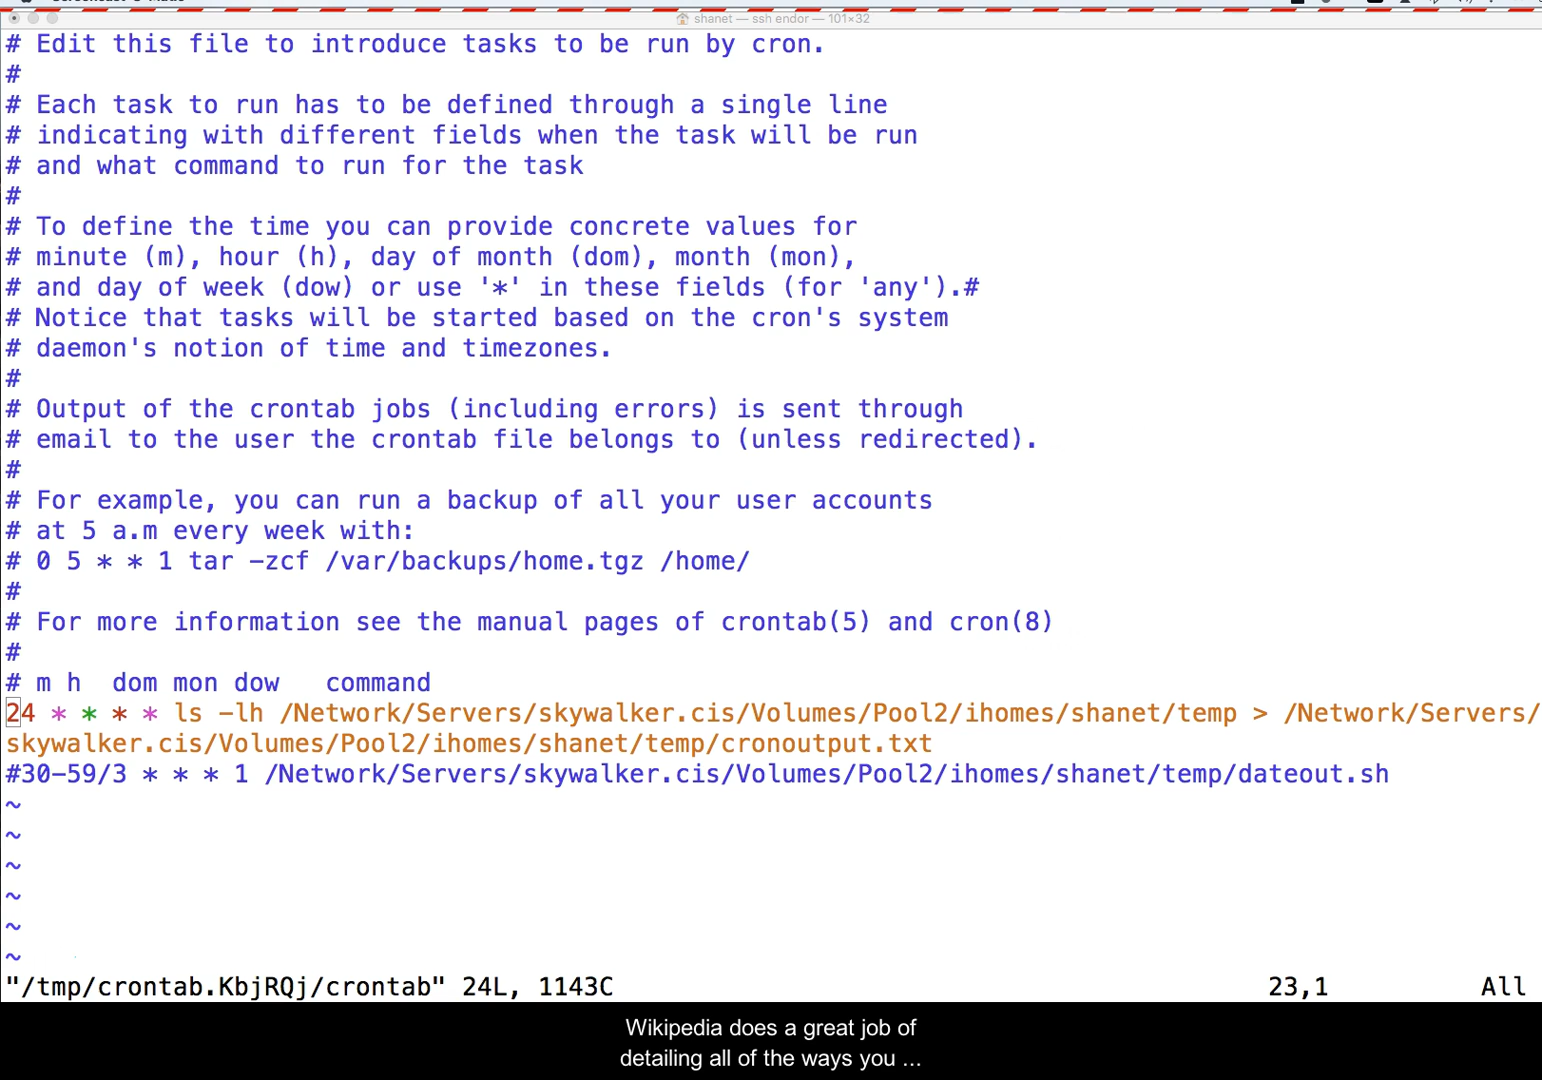 shanet — ssh endor — 101×32
# Edit this file to introduce tasks to be run by cron.
#
# Each task to run has to be defined through a single line
# indicating with different fields when the task will be run
# and what command to run for the task
#
# To define the time you can provide concrete values for
# minute (m), hour (h), day of month (dom), month (mon),
# and day of week (dow) or use '*' in these fields (for 'any').#
# Notice that tasks will be started based on the cron's system
# daemon's notion of time and timezones.
#
# Output of the crontab jobs (including errors) is sent through
# email to the user the crontab file belongs to (unless redirected).
#
# For example, you can run a backup of all your user accounts
# at 5 a.m every week with:
# 0 5 * * 1 tar -zcf /var/backups/home.tgz /home/
#
# For more information see the manual pages of crontab(5) and cron(8)
#
# m h  dom mon dow   command
24 * * * * ls -lh /Network/Servers/skywalker.cis/Volumes/Pool2/ihomes/shanet/temp > /Network/Servers/
skywalker.cis/Volumes/Pool2/ihomes/shanet/temp/cronoutput.txt
#30-59/3 * * * 1 /Network/Servers/skywalker.cis/Volumes/Pool2/ihomes/shanet/temp/dateout.sh
~
~
~
~
~
~
"/tmp/crontab.KbjRQj/crontab" 24L, 1143C 23,1 All
Wikipedia does a great job of
detailing all of the ways you ...